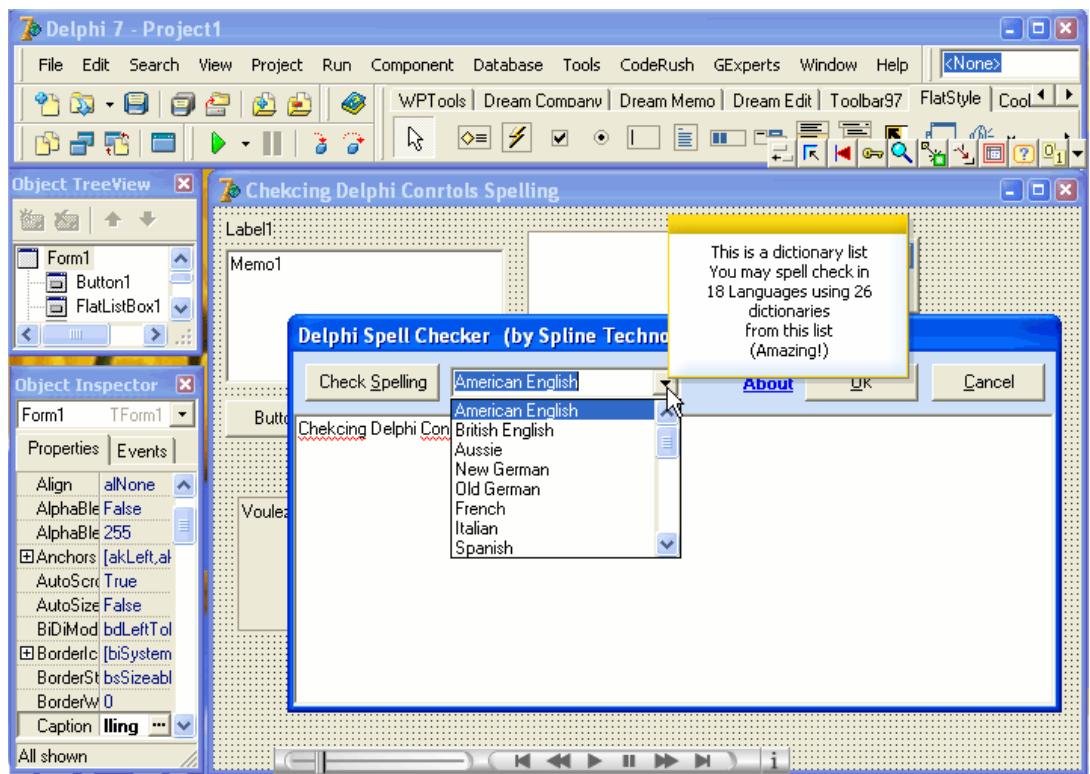 Delphi 7 - Project1
File Edit Search View Project Run Component Database Tools CodeRush GExperts Window Help
<None>
WPTools Dream Company Dream Memo Dream Edit Toolbar97 FlatStyle Cool
Object TreeView
Form1
Button1
FlatListBox1
Object Inspector
Form1 TForm1
Properties Events
Align alNone
AlphaBle False
AlphaBle 255
Anchors [akLeft,ak
AutoScro True
AutoSize False
BiDiMod bdLeftTol
BorderIc [biSystem
BorderSt bsSizeabl
BorderW 0
Caption lling ...
All shown
Chekcing Delphi Conrtols Spelling
Label1:
Memo1
Butto
Voulez
This is a dictionary list
You may spell check in
18 Languages using 26
dictionaries
from this list
(Amazing!)
Delphi Spell Checker (by Spline Techno
Check Spelling
American English
About
OK
Cancel
Chekcing Delphi Con
American English
British English
Aussie
New German
Old German
French
Italian
Spanish
i